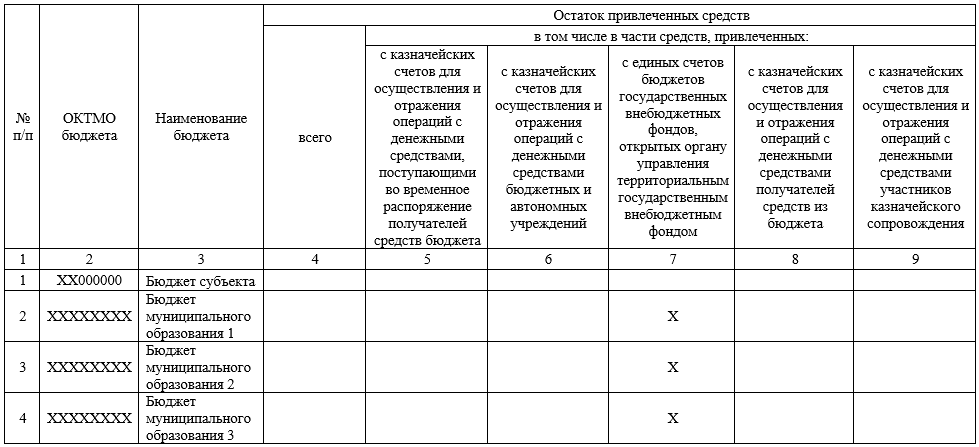 №
п/п
ОКТМО
бюджета
Наименование
бюджета
Остаток привлеченных средств
всего
в том числе в части средств, привлеченных:
с казначейских
счетов для
осуществления и
отражения
операций с
денежными
средствами,
поступающими
во временное
распоряжение
получателей
средств бюджета
с казначейских
счетов для
осуществления и
отражения
операций с
денежными
средствами
бюджетных и
автономных
учреждений
с единых счетов
бюджетов
государственных
внебюджетных
фондов,
открытых органу
управления
территориальным
государственным
внебюджетным
фондом
с казначейских
счетов для
осуществления
и отражения
операций с
денежными
средствами
получателей
средств из
бюджета
с казначейских
счетов для
осуществления и
отражения
операций с
денежными
средствами
участников
казначейского
сопровождения
1 2 3 4 5 6 7 8 9
1 ХХ000000 Бюджет субъекта
2 ХХХХХХХХ Бюджет
муниципального
образования 1
Х
3 ХХХХХХХХ Бюджет
муниципального
образования 2
Х
4 ХХХХХХХХ Бюджет
муниципального
образования 3
Х